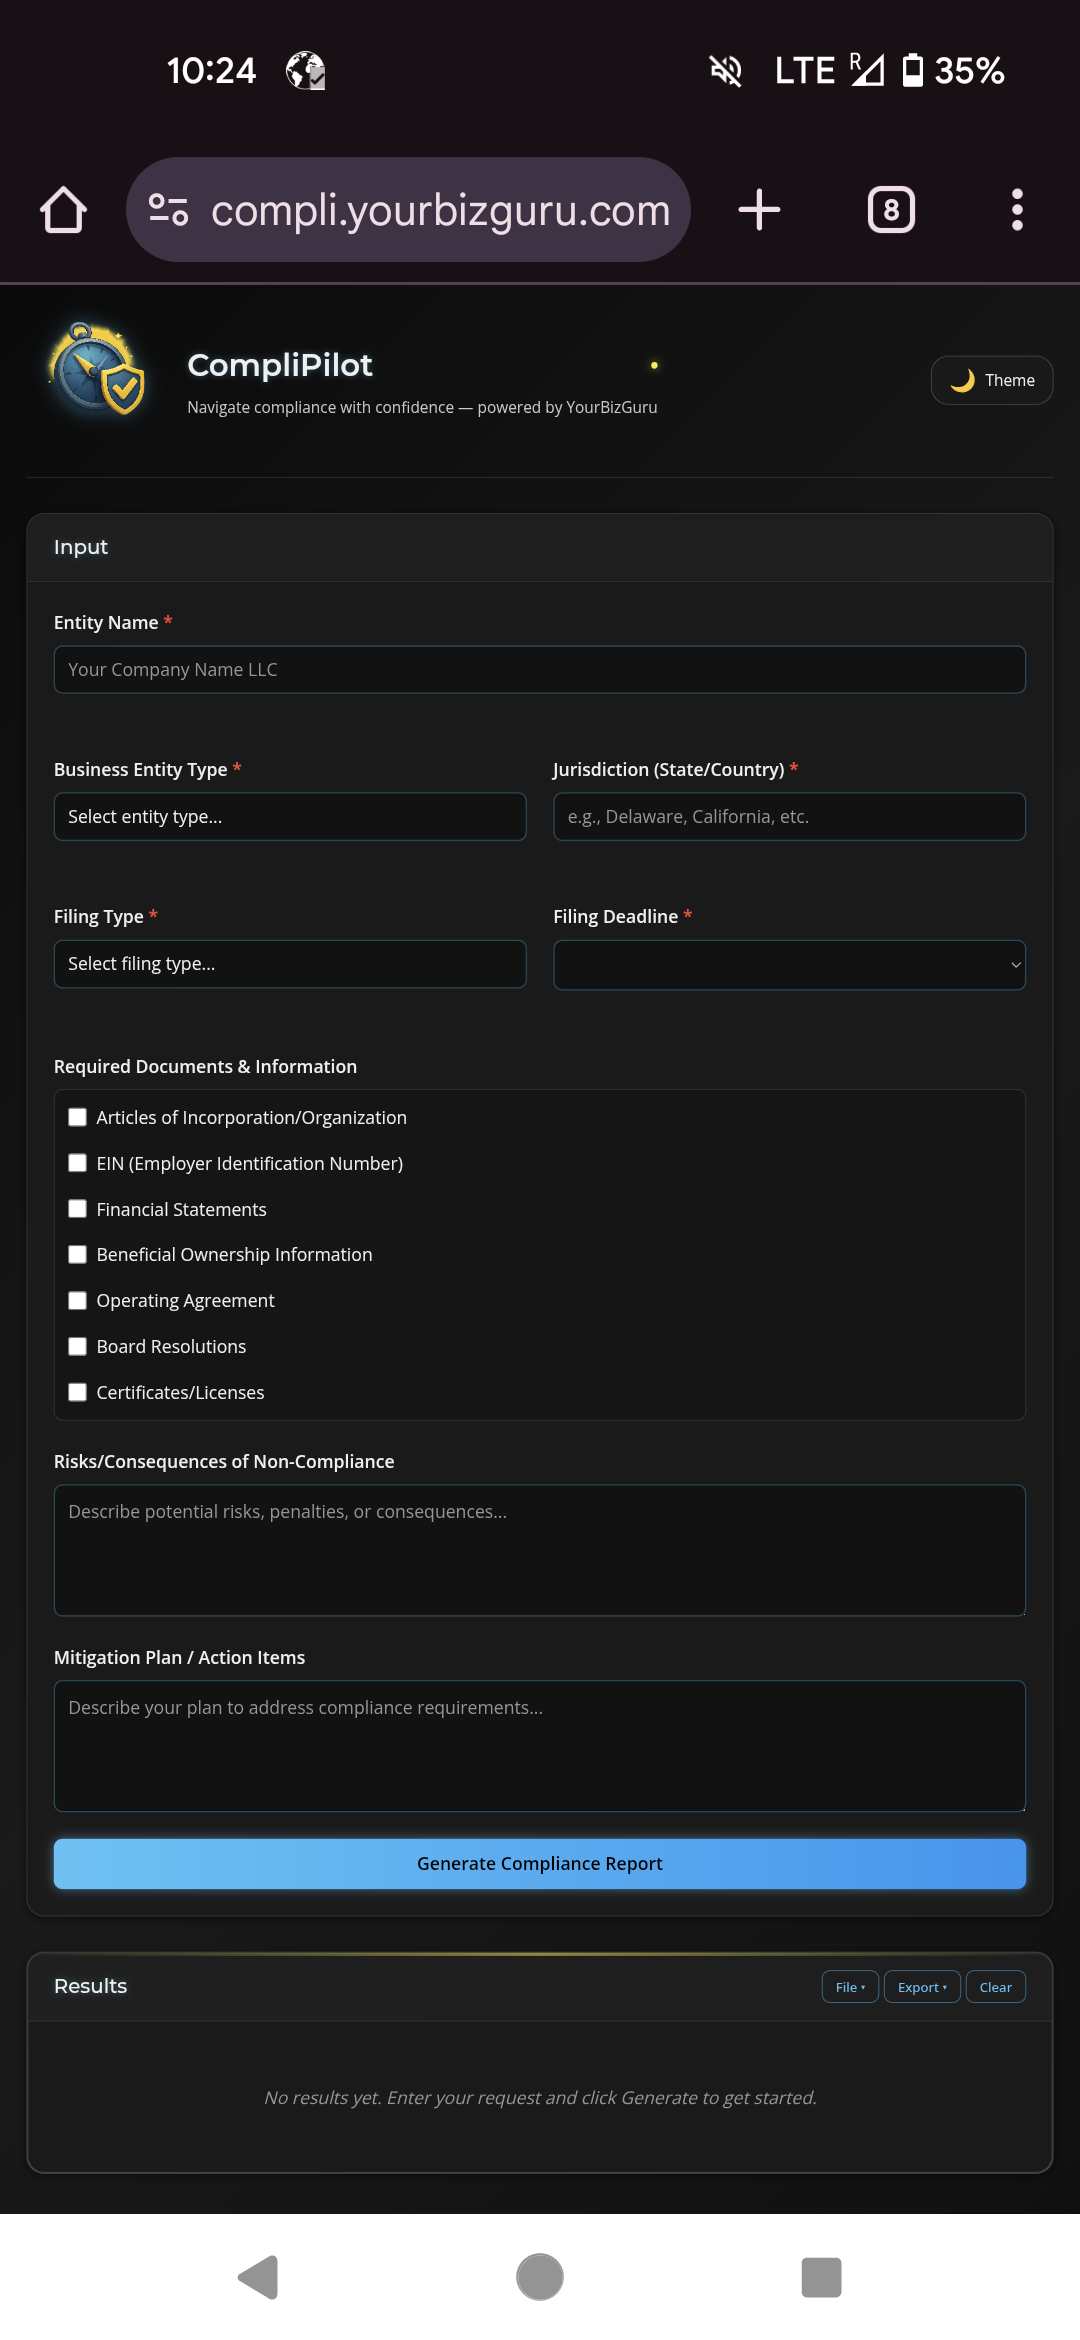 10:24
LTE R 35%
compli.yourbizguru.com
8
CompliPilot
Navigate compliance with confidence — powered by YourBizGuru
Theme
Input
Entity Name *
Your Company Name LLC
Business Entity Type *
Jurisdiction (State/Country) *
Select entity type...
e.g., Delaware, California, etc.
Filing Type *
Filing Deadline *
Select filing type...
Required Documents & Information
Articles of Incorporation/Organization
EIN (Employer Identification Number)
Financial Statements
Beneficial Ownership Information
Operating Agreement
Board Resolutions
Certificates/Licenses
Risks/Consequences of Non-Compliance
Describe potential risks, penalties, or consequences...
Mitigation Plan / Action Items
Describe your plan to address compliance requirements...
Generate Compliance Report
Results
File ▾
Export ▾
Clear
No results yet. Enter your request and click Generate to get started.